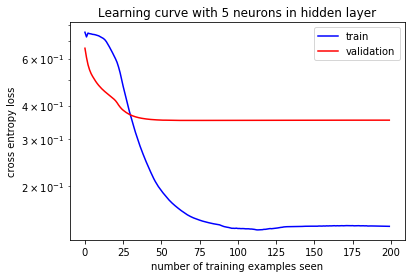 Learning curve with 5 neurons in hidden layer
train
validation
6 × 10⁻¹
4 × 10⁻¹
3 × 10⁻¹
2 × 10⁻¹
cross entropy loss
0 25 50 75 100 125 150 175 200
number of training examples seen